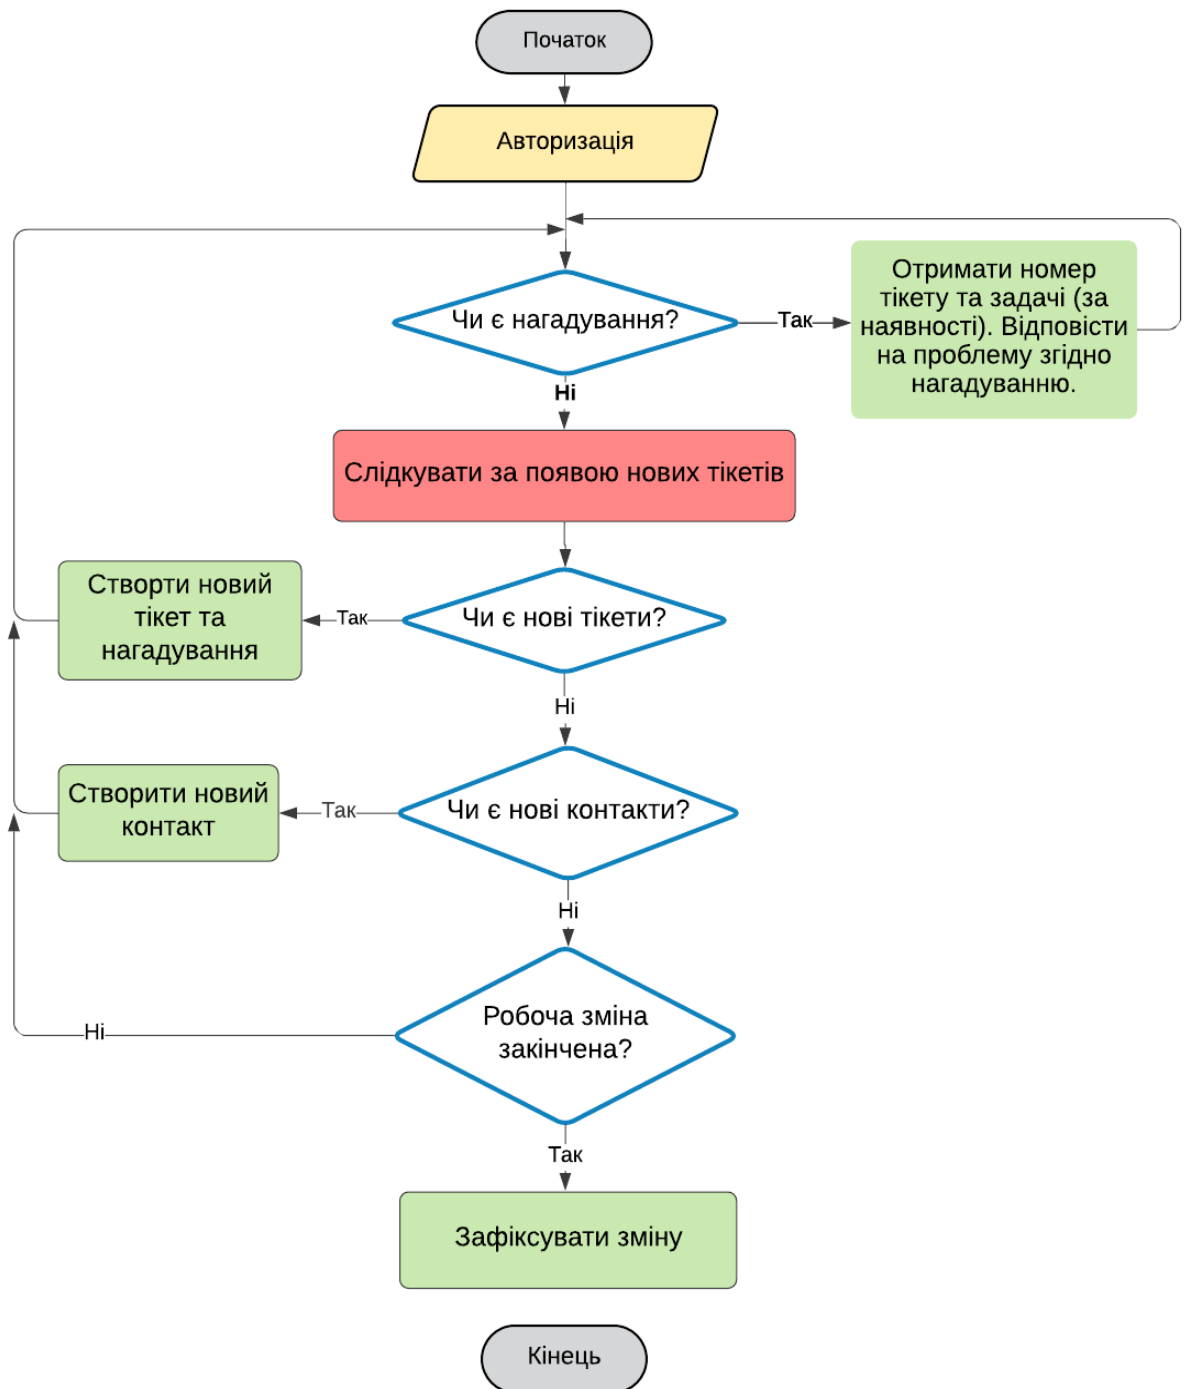 Початок
Авторизація
Чи є нагадування?
Так
Отримати номер
тікету та задачі (за
наявності). Відповісти
на проблему згідно
нагадуванню.
Ні
Слідкувати за появою нових тікетів
Створти новий
тікет та
нагадування
Так
Чи є нові тікети?
Ні
Створити новий
контакт
Так
Чи є нові контакти?
Ні
Робоча зміна
закінчена?
Ні
Так
Зафіксувати зміну
Кінець